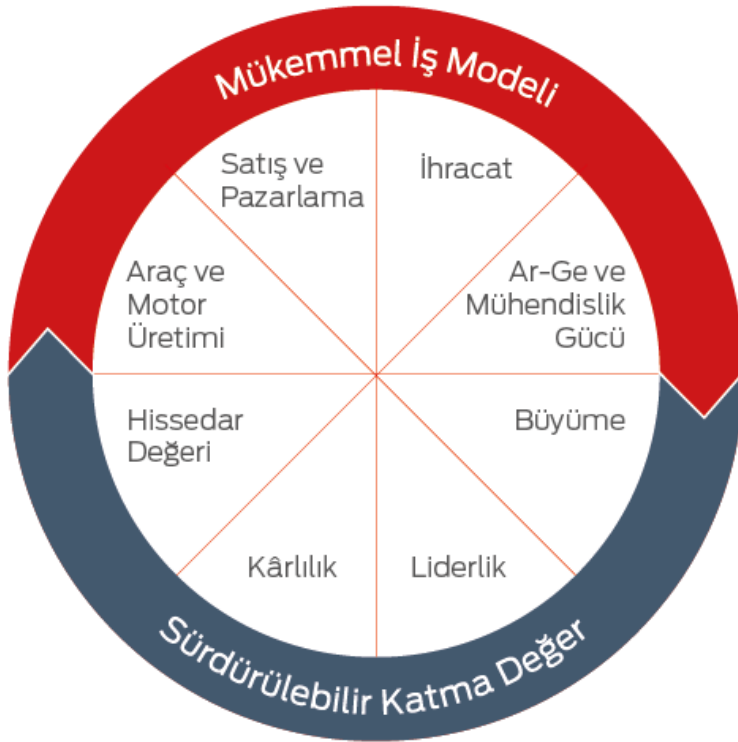 Mükemmel İş Modeli
Satış ve
Pazarlama
İhracat
Araç ve
Motor
Üretimi
Ar-Ge ve
Mühendislik
Gücü
Hissedar
Değeri
Büyüme
Kârlılık
Liderlik
Sürdürülebilir Katma Değer